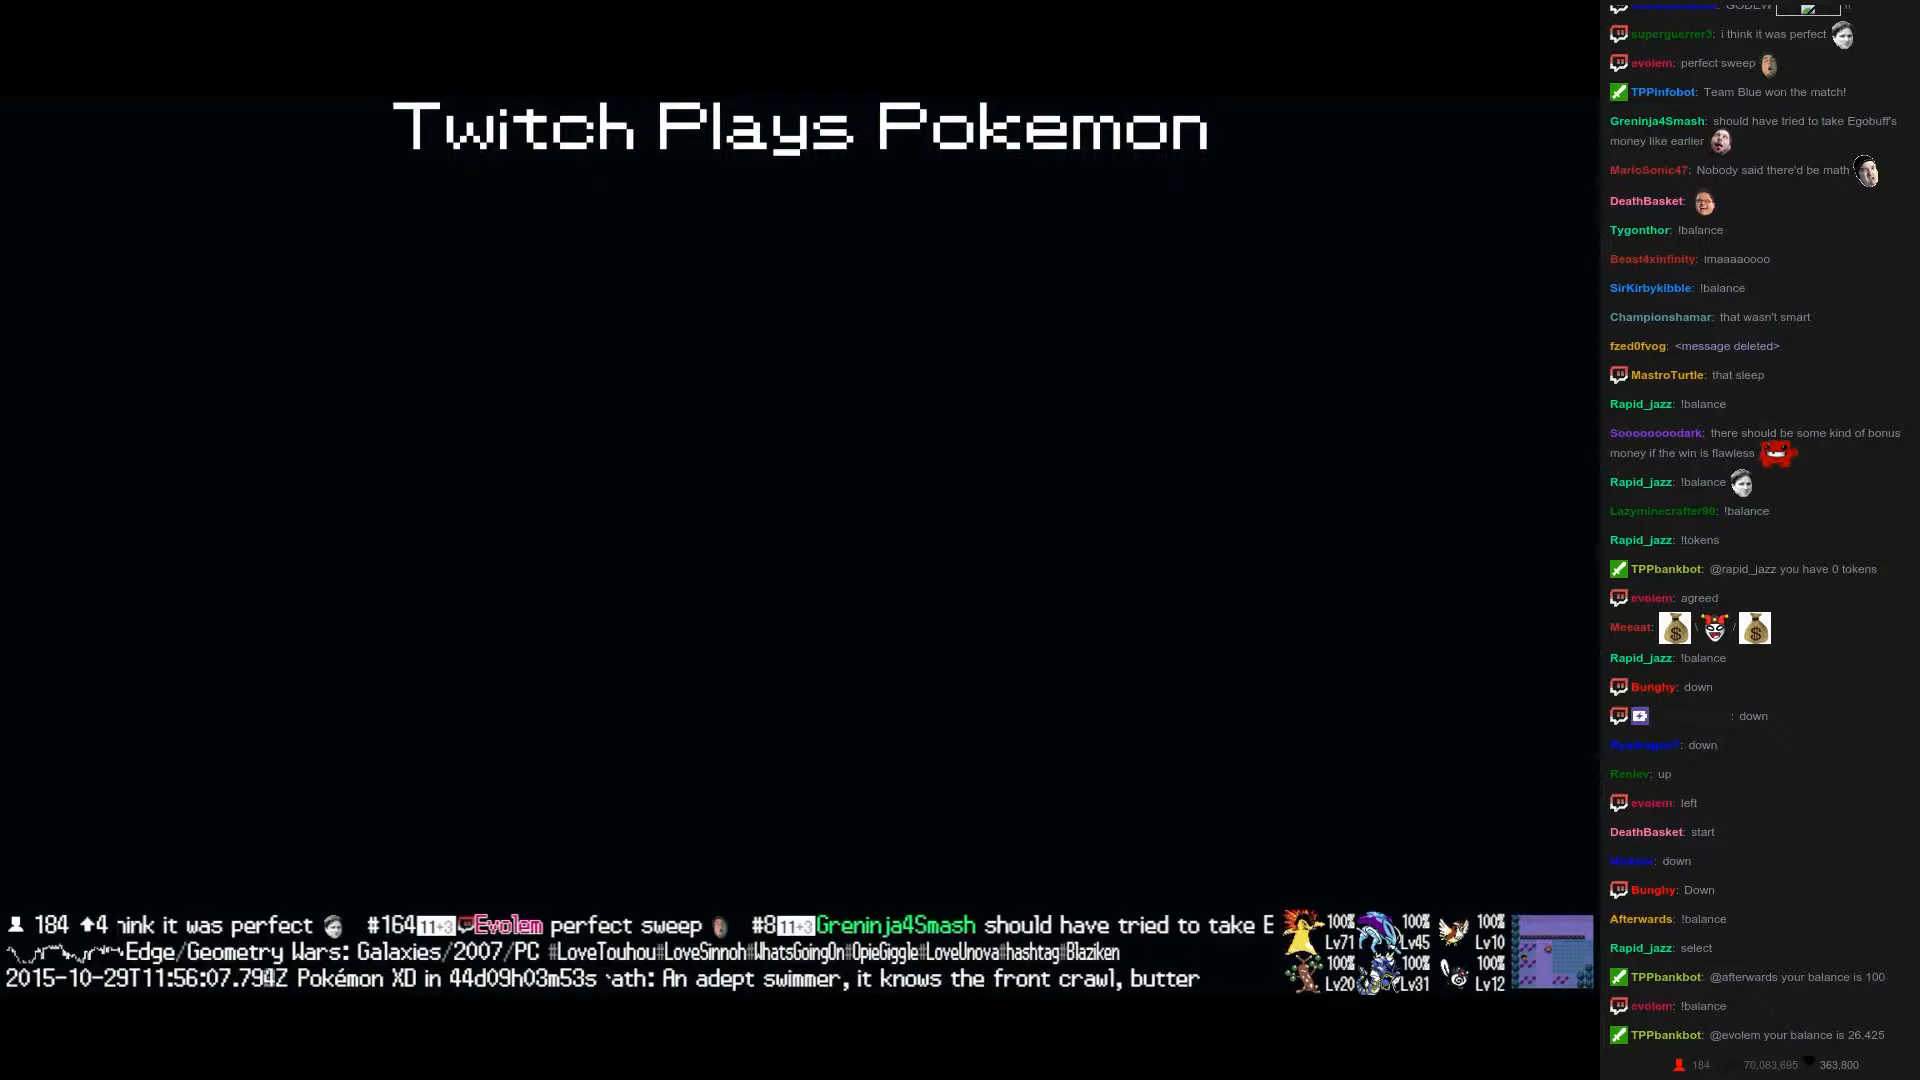 Twitch Plays Pokemon
184 4 hink it was perfect #164 11+3 Evolem perfect sweep #8 11+3 Greninja4Smash should have tried to take E
Edge/Geometry Wars: Galaxies/2007/PC #LoveTouhou#LoveSinnoh#WhatsGoingOn#OpieGiggle#LoveUnova#hashtag#Blaziken
Pokémon XD in 44d09h03m53s ath: An adept swimmer, it knows the front crawl, butter
100% 100% 100%
Lv71 Lv45 Lv10
100% 100% 100%
Lv20 Lv31 Lv12
superguerrer3: i think it was perfect
evolem: perfect sweep
TPPinfobot: Team Blue won the match!
Greninja4Smash: should have tried to take Egobuff's
money like earlier
MarioSonic47: Nobody said there'd be math
DeathBasket:
Tygonthor: !balance
Beast4xinfinity: lmaaaaoooo
SirKirbykibble: !balance
Championshamar: that wasn't smart
fzed0fvog: <message deleted>
MastroTurtle: that sleep
Rapid_jazz: !balance
Soooooooodark: there should be some kind of bonus
money if the win is flawless
Rapid_jazz: !balance
Lazyminecrafter90: !balance
Rapid_jazz: !tokens
TPPbankbot: @rapid_jazz you have 0 tokens
evolem: agreed
Meeaat: \ /
Rapid_jazz: !balance
Bunghy: down
: down
: down
Renlev: up
evolem: left
DeathBasket: start
: down
Bunghy: Down
Afterwards: !balance
Rapid_jazz: select
TPPbankbot: @afterwards your balance is 100
evolem: !balance
TPPbankbot: @evolem your balance is 26,425
184 70,083,695 363,800